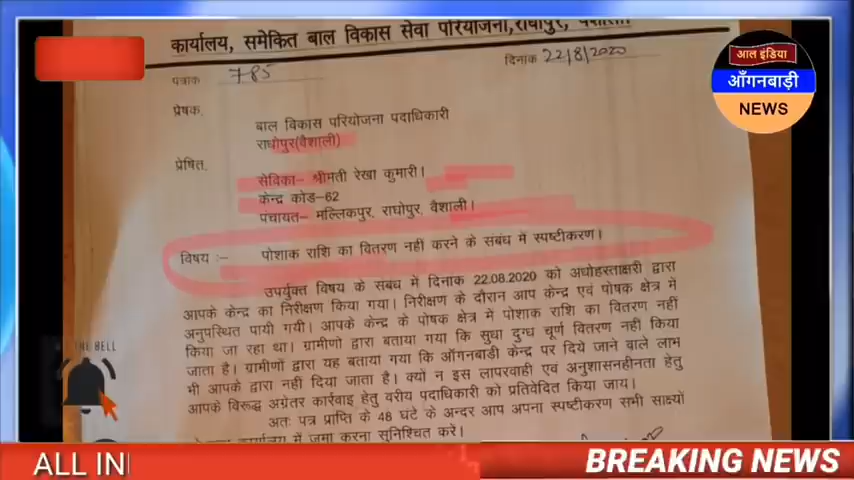 कार्यालय, समेकित बाल विकास सेवा परियोजना, राघोपुर, वैशाली
पत्रांक 785 दिनांक 22/8/2020
प्रेषक,
बाल विकास परियोजना पदाधिकारी
राघोपुर(वैशाली)
प्रेषित,
सेविका– श्रीमती रेखा कुमारी।
केन्द्र कोड–62
पंचायत– मल्लिकपुर, राघोपुर, वैशाली।
विषय :– पोशाक राशि का वितरण नहीं करने के संबंध में स्पष्टीकरण।
उपर्युक्त विषय के संबध में दिनांक 22.08.2020 को अधोहस्ताक्षरी द्वारा
आपके केन्द्र का निरीक्षण किया गया। निरीक्षण के दौरान आप केन्द्र एवं पोषक क्षेत्र में
अनुपस्थित पायी गयी। आपके केन्द्र के पोषक क्षेत्र में पोशाक राशि का वितरण नहीं
किया जा रहा था। ग्रामीणो द्वारा बताया गया कि सुधा दुग्ध चूर्ण वितरण नहीं किया
जाता है। ग्रामीणों द्वारा यह बताया गया कि ऑंगनबाड़ी केन्द्र पर दिये जाने वाले लाभ
भी आपके द्वारा नहीं दिया जाता है। क्यों न इस लापरवाही एवं अनुशासनहीनता हेतु
आपके विरूद्ध अग्रेतर कार्रवाइ हेतु वरीय पदाधिकारी को प्रतिवेदित किया जाय।
अतः पत्र प्राप्ति के 48 घंटे के अन्दर आप अपना स्पष्टीकरण सभी साक्ष्यों
कार्यालय में जमा करना सुनिश्चित करें।
आल इंडिया
आँगनबाड़ी
NEWS
BELL
ALL IN
BREAKING NEWS